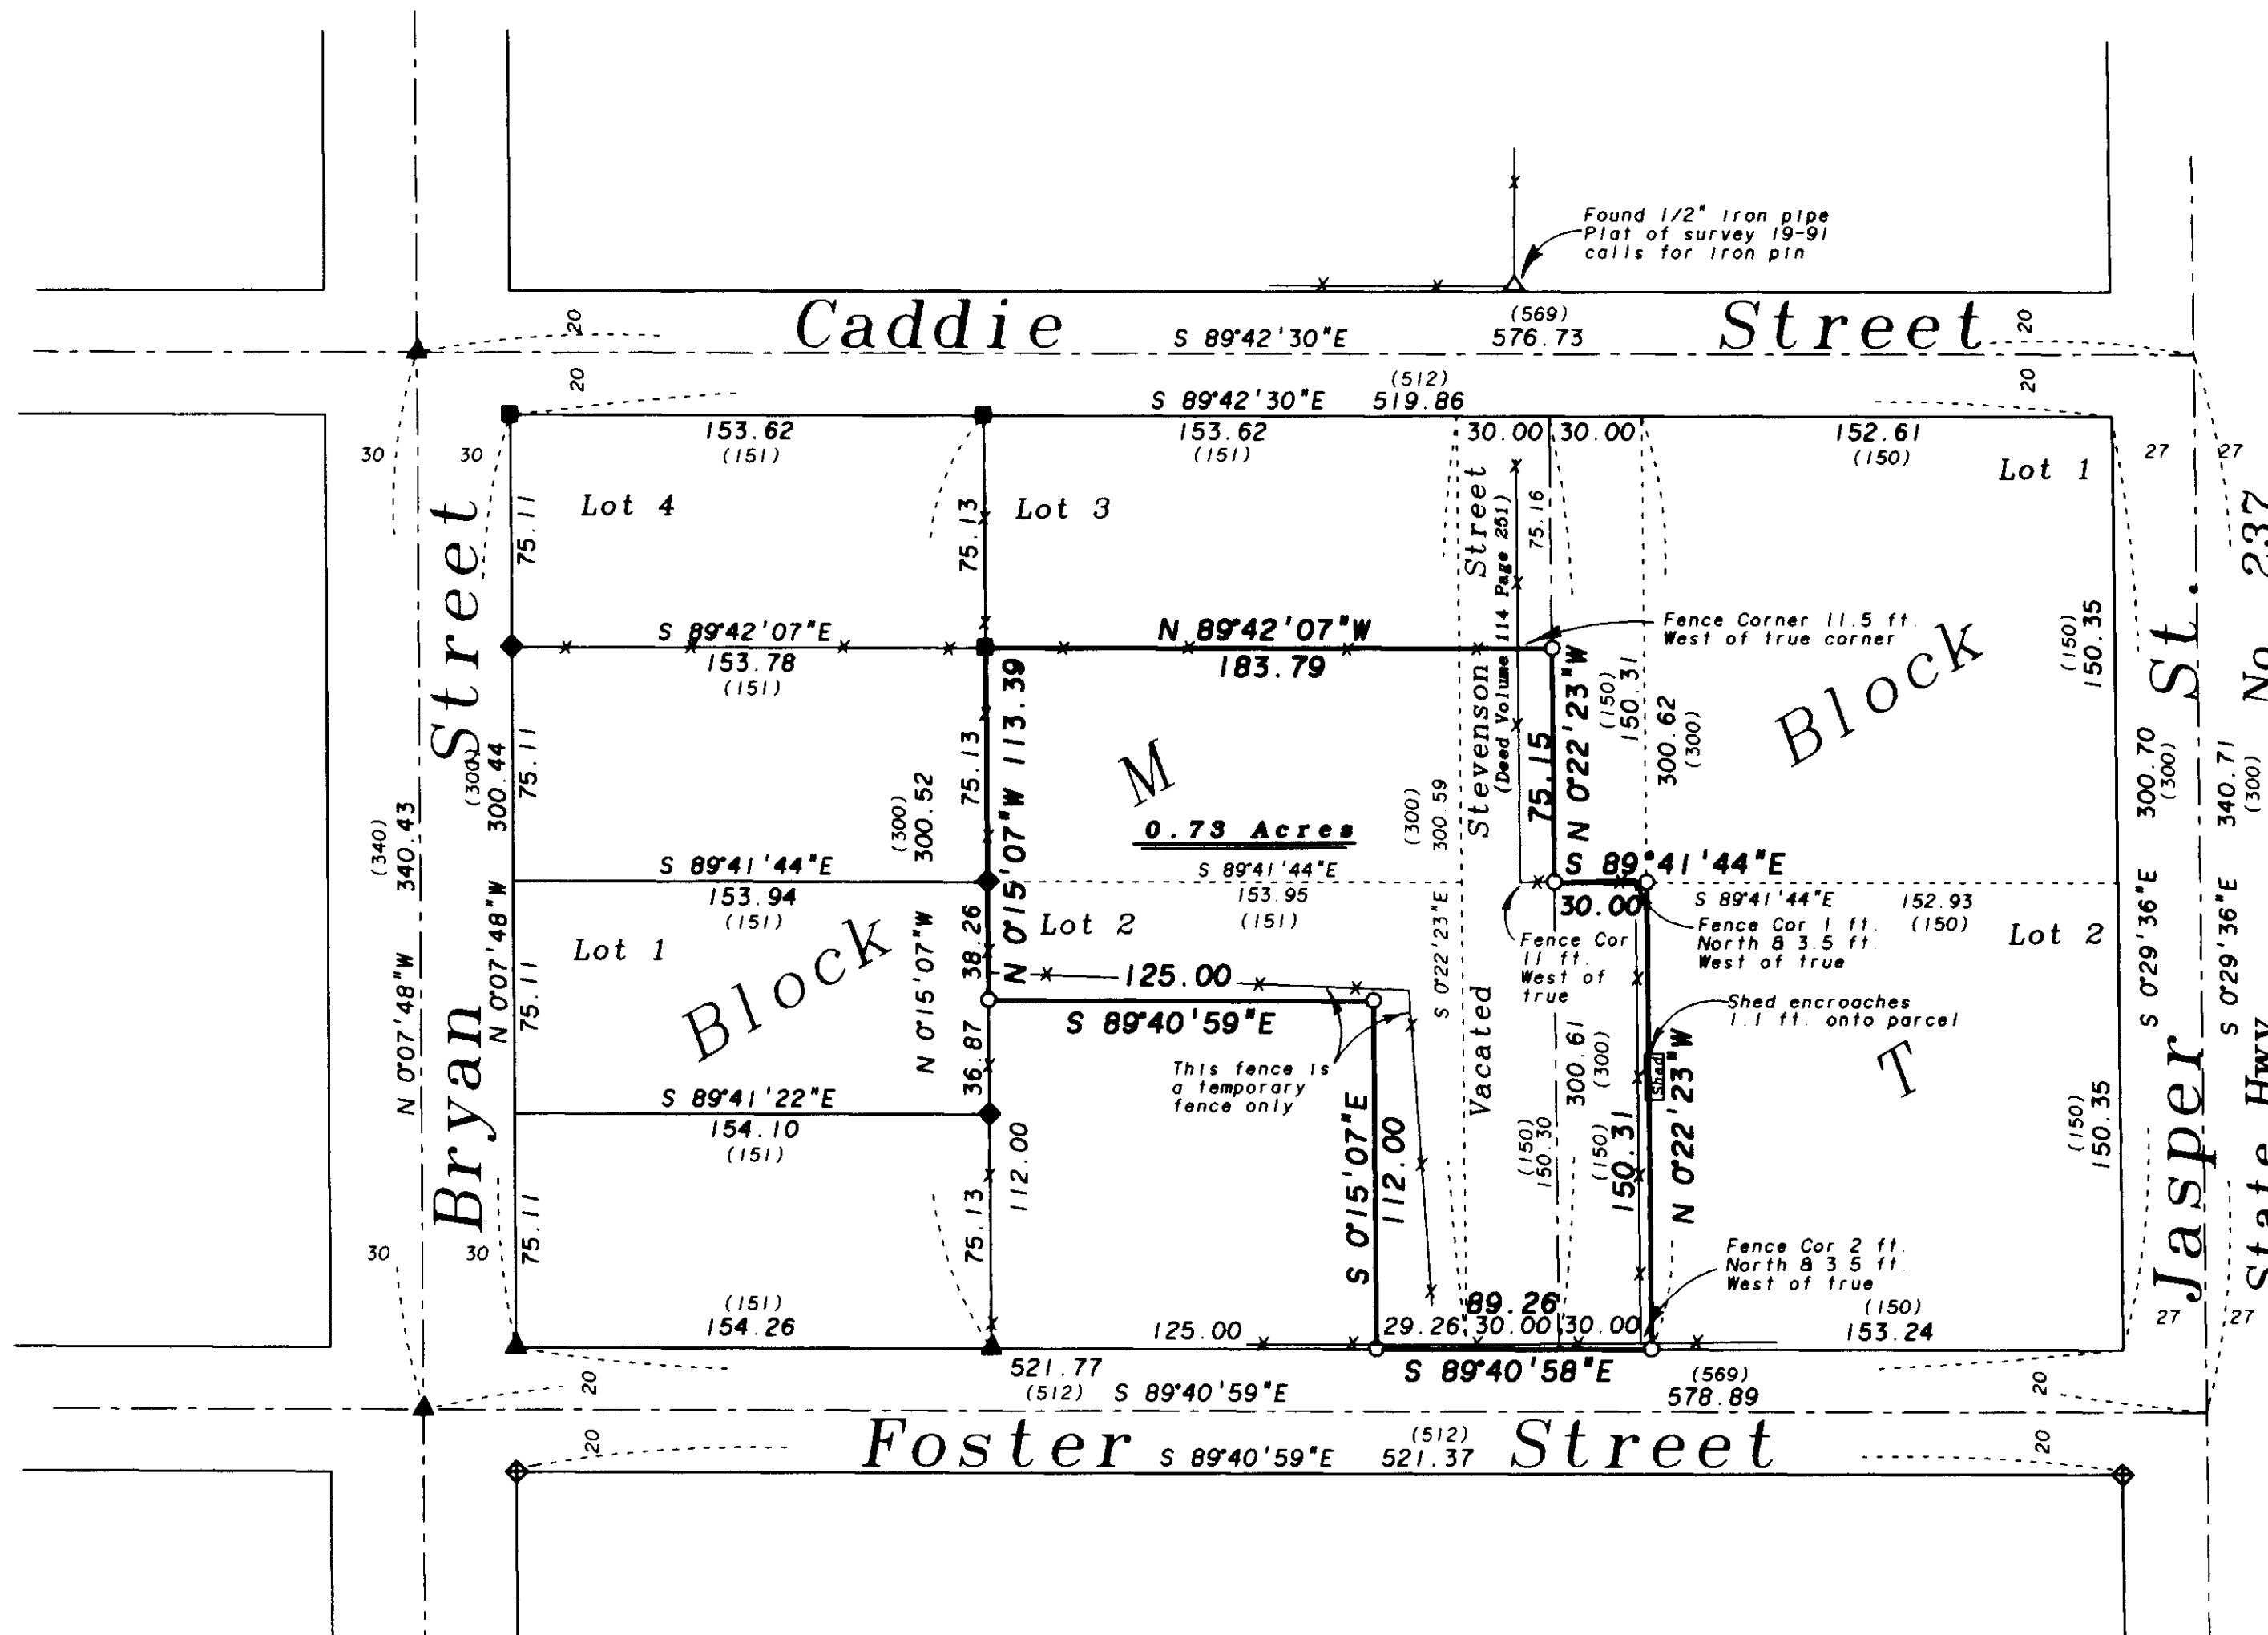 Found 1/2" iron pipe
Plat of survey 19-91
calls for iron pin
20
Caddie Street
20
S 89°42'30"E
(569)
576.73
20
20
(512)
S 89°42'30"E 519.86
153.62
(151)
153.62
(151)
30.00
30.00
152.61
(150)
30
30
27
27
Lot 4
Lot 3
Lot 1
75.11
75.13
Stevenson Street
(Deed Volume 114 Page 251)
75.16
Bryan Street
S 89°42'07"E
153.78
(151)
N 89°42'07"W
183.79
Fence Corner 11.5 ft.
West of true corner
(150)
150.31
300.62
(300)
(150)
150.35
Block
T
Jasper St.
State Hwy No. 237
N 0°15'07"W 113.39
M
0.73 Acres
75.15
N 0°22'23"W
(300)
300.44
75.11
(300)
300.52
75.13
(300)
300.59
300.70
(300)
340.71
(300)
(340)
340.43
S 89°41'44"E
153.94
(151)
S 89°41'44"E
153.95
(151)
S 89°41'44"E
30.00
S 89°41'44"E 152.93
(150)
Fence Cor 1 ft.
North & 3.5 ft.
West of true
Fence Cor
11 ft.
West of
true
Lot 1
Lot 2
Lot 2
N 0°07'48"W
N 0°07'48"W
75.11
Block
N 0°15'07"W
38.26
36.87
125.00
S 89°40'59"E
S 0°22'23"E
Vacated
S 0°29'36"E
S 0°29'36"E
Shed encroaches
1.1 ft. onto parcel
Shed
This fence is
a temporary
fence only
300.61
(300)
S 89°41'22"E
154.10
(151)
112.00
S 0°15'07"E
112.00
(150)
150.30
(150)
150.31
N 0°22'23"W
(150)
150.35
75.11
75.13
30
30
27
27
Fence Cor 2 ft.
North & 3.5 ft.
West of true
(151)
154.26
125.00
89.26
29.26
30.00
30.00
(150)
153.24
S 89°40'58"E
521.77
(512) S 89°40'59"E
(569)
578.89
20
20
Foster Street
20
S 89°40'59"E
(512)
521.37
20